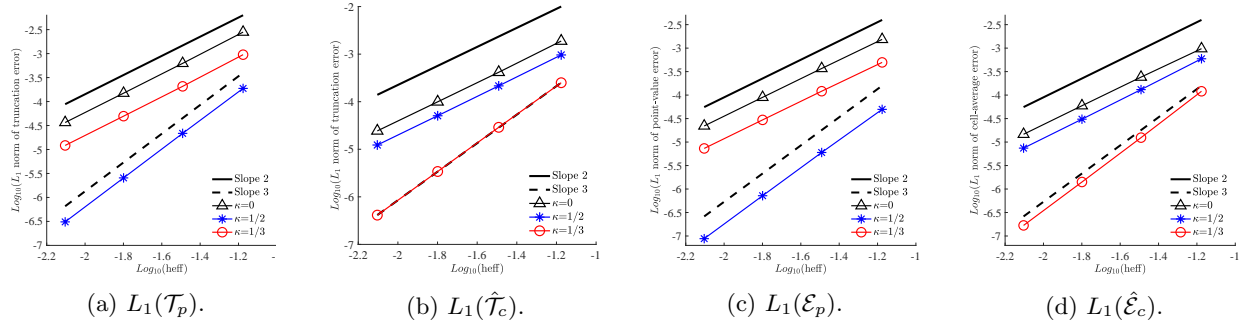 Log10(L1 norm of truncation error)
-2.5
-3
-3.5
-4
-4.5
-5
-5.5
-6
-6.5
-7
Slope 2
Slope 3
κ=0
κ=1/2
κ=1/3
-2.2 -2 -1.8 -1.6 -1.4 -1.2 -
Log10(heff)
(a) L1(𝒯p).
Log10(L1 norm of truncation error)
-2
-3
-4
-5
-6
-7
Slope 2
Slope 3
κ=0
κ=1/2
κ=1/3
-2.2 -2 -1.8 -1.6 -1.4 -1.2 -1
Log10(heff)
(b) L1(𝒯̂c).
Log10(L1 norm of point-value error)
-2.5
-3
-3.5
-4
-4.5
-5
-5.5
-6
-6.5
-7
Slope 2
Slope 3
κ=0
κ=1/2
κ=1/3
-2.2 -2 -1.8 -1.6 -1.4 -1.2 -1
Log10(heff)
(c) L1(ℰp).
Log10(L1 norm of cell-average error)
-2.5
-3
-3.5
-4
-4.5
-5
-5.5
-6
-6.5
-7
Slope 2
Slope 3
κ=0
κ=1/2
κ=1/3
-2.2 -2 -1.8 -1.6 -1.4 -1.2 -1
Log10(heff)
(d) L1(ℰ̂c).